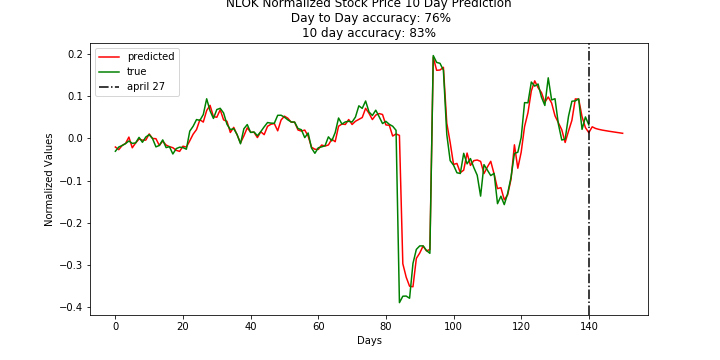 NLOK Normalized Stock Price 10 Day Prediction
Day to Day accuracy: 76%
10 day accuracy: 83%
predicted
true
april 27
Normalized Values
0.2
0.1
0.0
−0.1
−0.2
−0.3
−0.4
0 20 40 60 80 100 120 140
Days